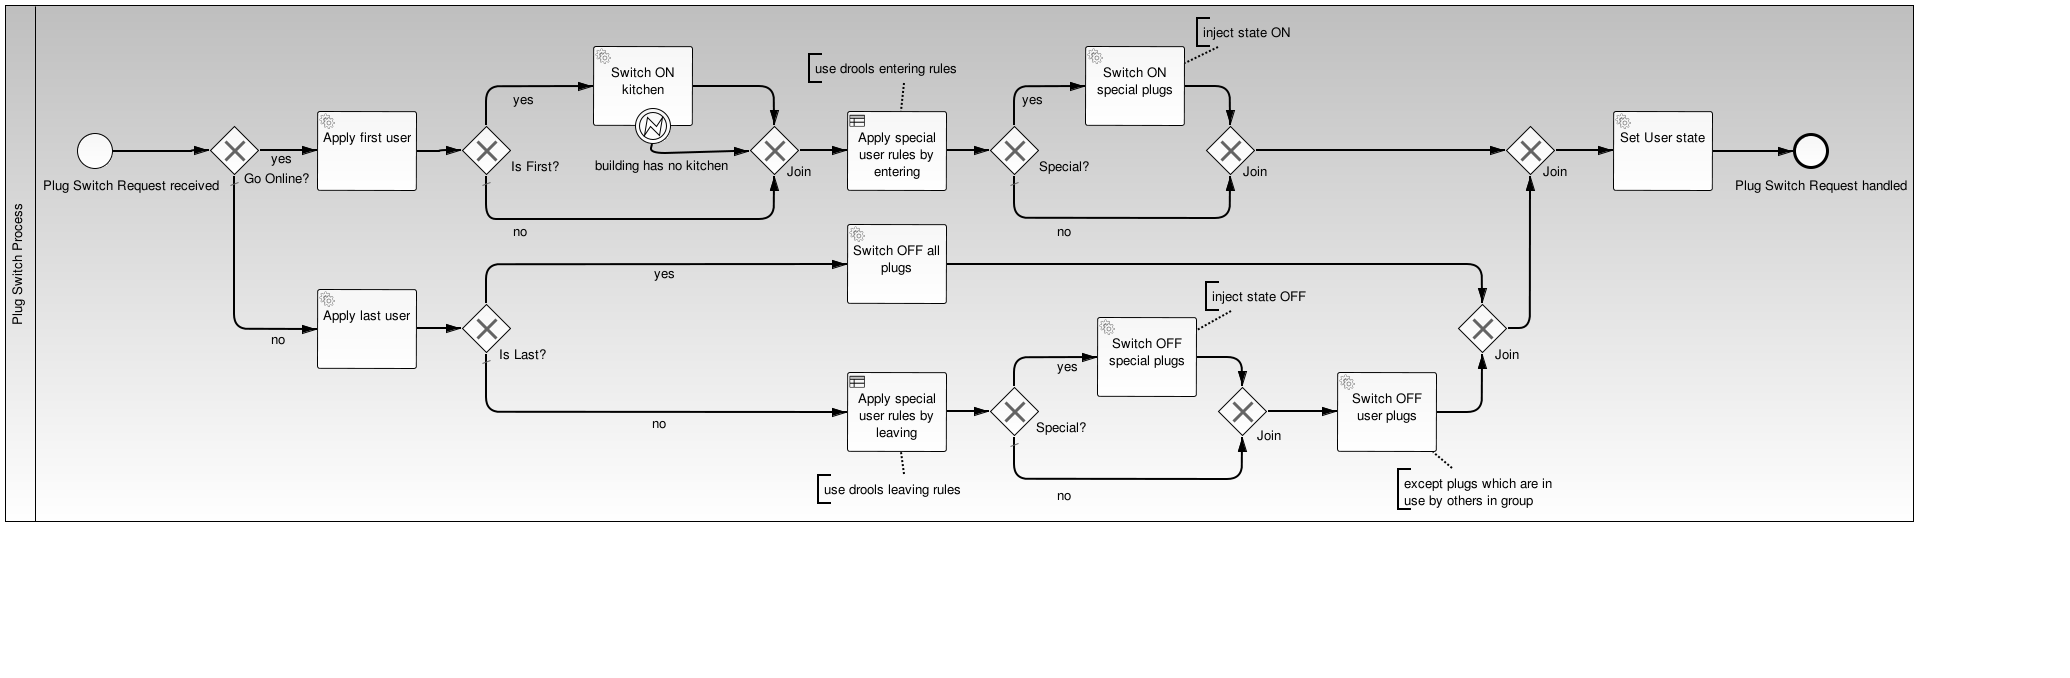 Plug Switch Process
Plug Switch Request received
Go Online?
yes
no
Apply first user
Is First?
yes
no
Switch ON
kitchen
building has no kitchen
Join
use drools entering rules
Apply special
user rules by
entering
Special?
yes
no
Switch ON
special plugs
inject state ON
Join
Join
Set User state
Plug Switch Request handled
Apply last user
Is Last?
yes
no
Switch OFF all
plugs
Apply special
user rules by
leaving
use drools leaving rules
Special?
yes
no
Switch OFF
special plugs
inject state OFF
Join
Switch OFF
user plugs
except plugs which are in
use by others in group
Join